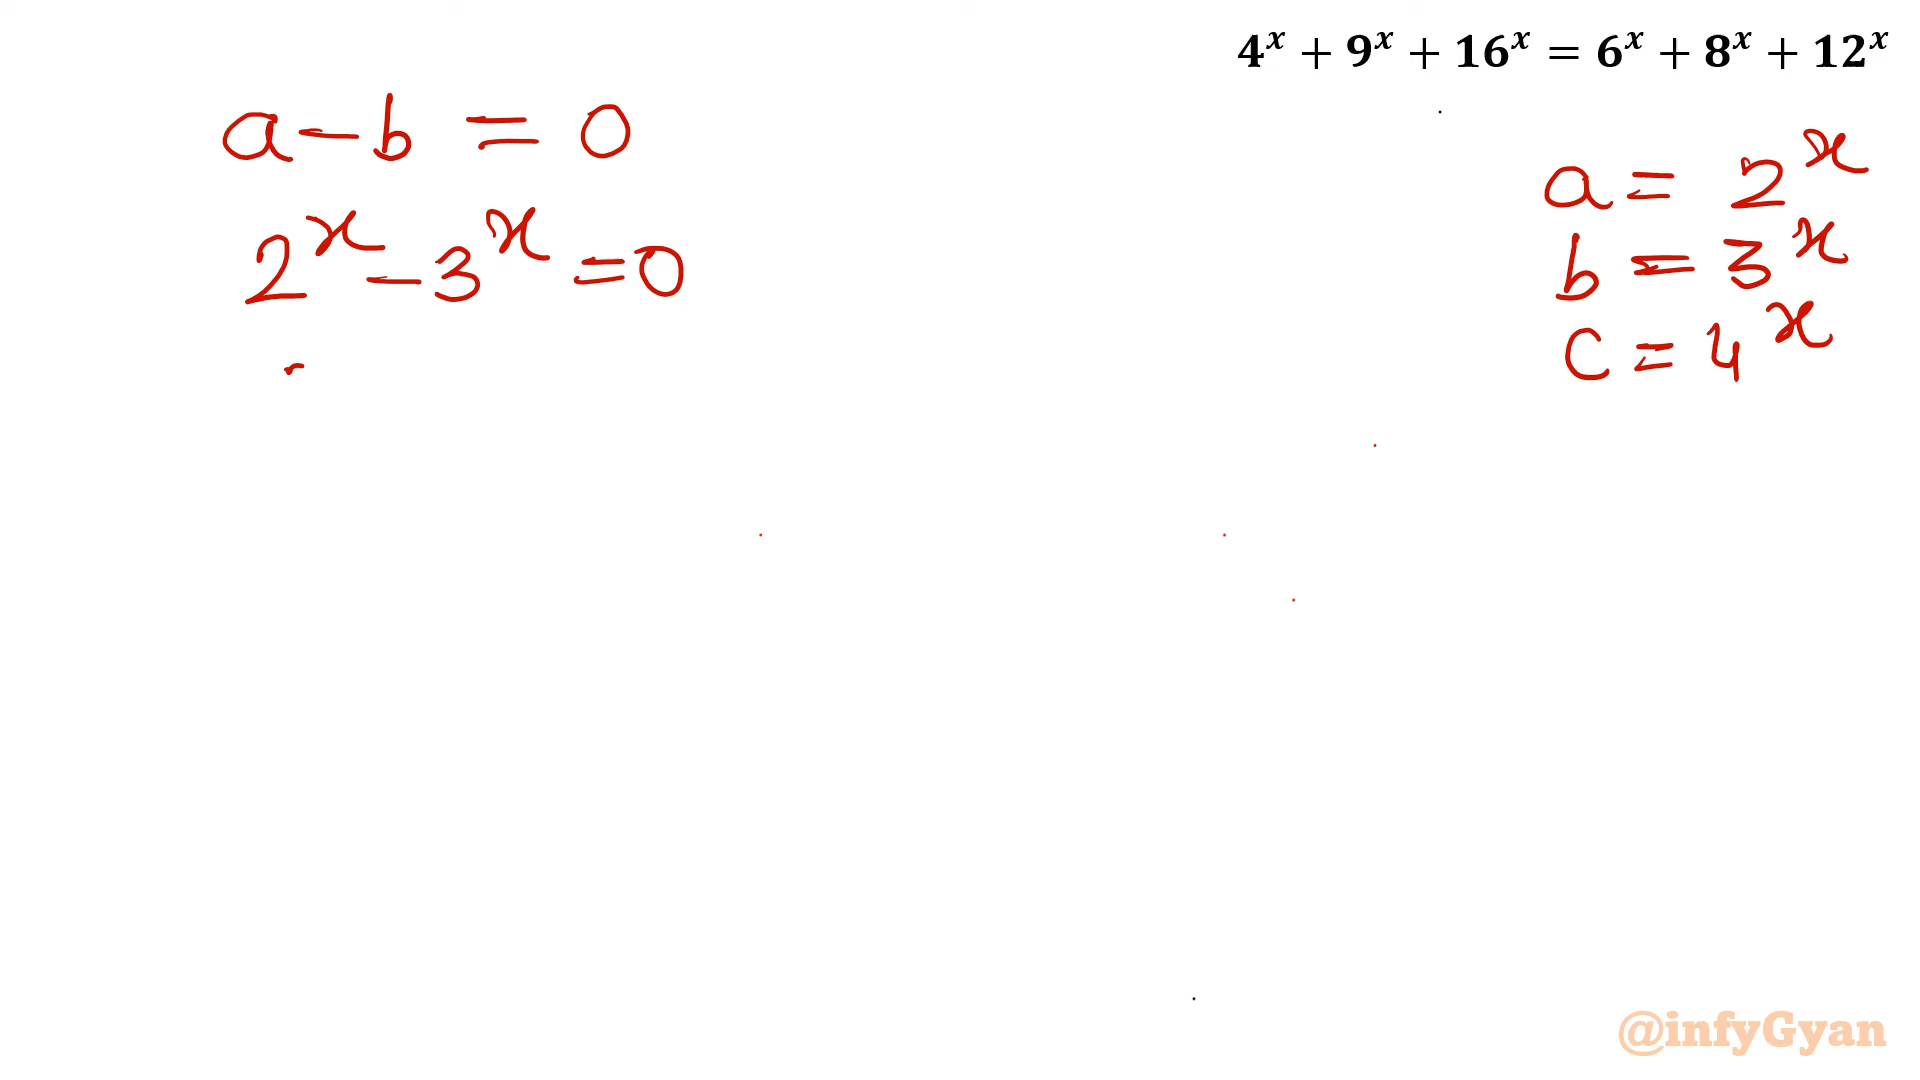 4^x + 9^x + 16^x = 6^x + 8^x + 12^x
a - b = 0
2^x - 3^x = 0
a = 2^x
b = 3^x
c = 4^x
@infyGyan